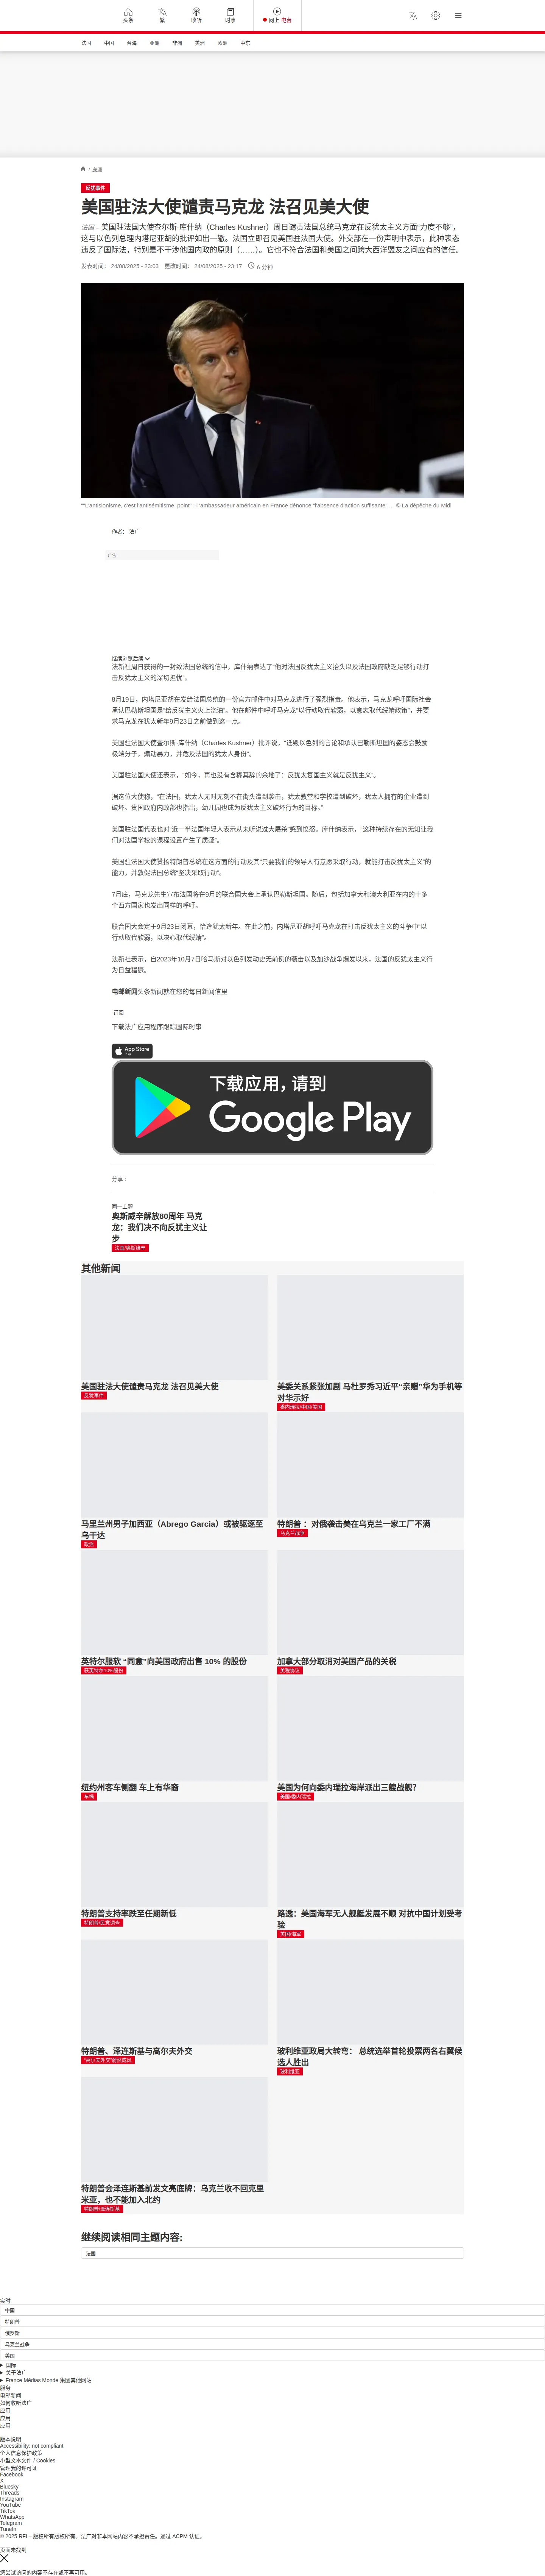 头条
繁
收听
时事
网上 电台
法国
中国
台海
亚洲
非洲
美洲
欧洲
中东
/ 美洲
反犹事件
美国驻法大使谴责马克龙 法召见美大使
法国 – 美国驻法国大使查尔斯·库什纳（Charles Kushner）周日谴责法国总统马克龙在反犹太主义方面“力度不够”，
这与以色列总理内塔尼亚胡的批评如出一辙。法国立即召见美国驻法国大使。外交部在一份声明中表示，此种表态
违反了国际法，特别是不干涉他国内政的原则（……）。它也不符合法国和美国之间跨大西洋盟友之间应有的信任。
发表时间： 24/08/2025 - 23:03 更改时间： 24/08/2025 - 23:17 6 分钟
""L'antisionisme, c'est l'antisémitisme, point" : l 'ambassadeur américain en France dénonce "l'absence d'action suffisante" ... © La dépêche du Midi
作者： 法广
广告
继续浏览后续
法新社周日获得的一封致法国总统的信中，库什纳表达了“他对法国反犹太主义抬头以及法国政府缺乏足够行动打
击反犹太主义的深切担忧”。
8月19日，内塔尼亚胡在发给法国总统的一份官方邮件中对马克龙进行了强烈指责。他表示，马克龙呼吁国际社会
承认巴勒斯坦国是“给反犹太主义火上浇油”。他在邮件中呼吁马克龙“以行动取代软弱，以意志取代绥靖政策”，并要
求马克龙在犹太新年9月23日之前做到这一点。
美国驻法国大使查尔斯·库什纳（Charles Kushner）批评说，“诋毁以色列的言论和承认巴勒斯坦国的姿态会鼓励
极端分子，煽动暴力，并危及法国的犹太人身份”。
美国驻法国大使还表示，“如今，再也没有含糊其辞的余地了：反犹太复国主义就是反犹主义”。
据这位大使称，“在法国，犹太人无时无刻不在街头遭到袭击，犹太教堂和学校遭到破坏，犹太人拥有的企业遭到
破坏。贵国政府内政部也指出，幼儿园也成为反犹太主义破坏行为的目标。”
美国驻法国代表也对“近一半法国年轻人表示从未听说过大屠杀”感到愤怒。库什纳表示，“这种持续存在的无知让我
们对法国学校的课程设置产生了质疑”。
美国驻法国大使赞扬特朗普总统在这方面的行动及其“只要我们的领导人有意愿采取行动，就能打击反犹太主义”的
能力，并敦促法国总统“坚决采取行动”。
7月底，马克龙先生宣布法国将在9月的联合国大会上承认巴勒斯坦国。随后，包括加拿大和澳大利亚在内的十多
个西方国家也发出同样的呼吁。
联合国大会定于9月23日闭幕，恰逢犹太新年。在此之前，内塔尼亚胡呼吁马克龙在打击反犹太主义的斗争中“以
行动取代软弱，以决心取代绥靖”。
法新社表示，自2023年10月7日哈马斯对以色列发动史无前例的袭击以及加沙战争爆发以来，法国的反犹太主义行
为日益猖獗。
电邮新闻头条新闻就在您的每日新闻信里
订阅
下载法广应用程序跟踪国际时事
App Store
下载
下载应用，请到
Google Play
分享 :
同一主题
奥斯威辛解放80周年 马克
龙：我们决不向反犹主义让
步
法国/奥斯维辛
其他新闻
美国驻法大使谴责马克龙 法召见美大使
反犹事件
美委关系紧张加剧 马杜罗秀习近平“亲赠”华为手机等
对华示好
委内瑞拉/中国/美国
马里兰州男子加西亚（Abrego Garcia）或被驱逐至
乌干达
政治
特朗普 ： 对俄袭击美在乌克兰一家工厂不满
乌克兰战争
英特尔服软 “同意”向美国政府出售 10% 的股份
获英特尔10%股份
加拿大部分取消对美国产品的关税
关税协议
纽约州客车侧翻 车上有华裔
车祸
美国为何向委内瑞拉海岸派出三艘战舰?
美国/委内瑞拉
特朗普支持率跌至任期新低
特朗普/民意调查
路透：美国海军无人舰艇发展不顺 对抗中国计划受考
验
美国/海军
特朗普、泽连斯基与高尔夫外交
“高尔夫外交”蔚然成风
玻利维亚政局大转弯： 总统选举首轮投票两名右翼候
选人胜出
玻利维亚
特朗普会泽连斯基前发文亮底牌：乌克兰收不回克里
米亚，也不能加入北约
特朗普/泽连斯基
继续阅读相同主题内容:
法国
实时
中国
特朗普
俄罗斯
乌克兰战争
美国
国际
关于法广
France Médias Monde 集团其他网站
服务
电邮新闻
如何收听法广
应用
应用
应用
版本说明
Accessibility: not compliant
个人信息保护政策
小型文本文件 / Cookies
管理我的许可证
Facebook
X
Bluesky
Threads
Instagram
YouTube
TikTok
WhatsApp
Telegram
TuneIn
© 2025 RFI – 版权所有版权所有。法广对非本网站内容不承担责任。通过 ACPM 认证。
页面未找到
您尝试访问的内容不存在或不再可用。